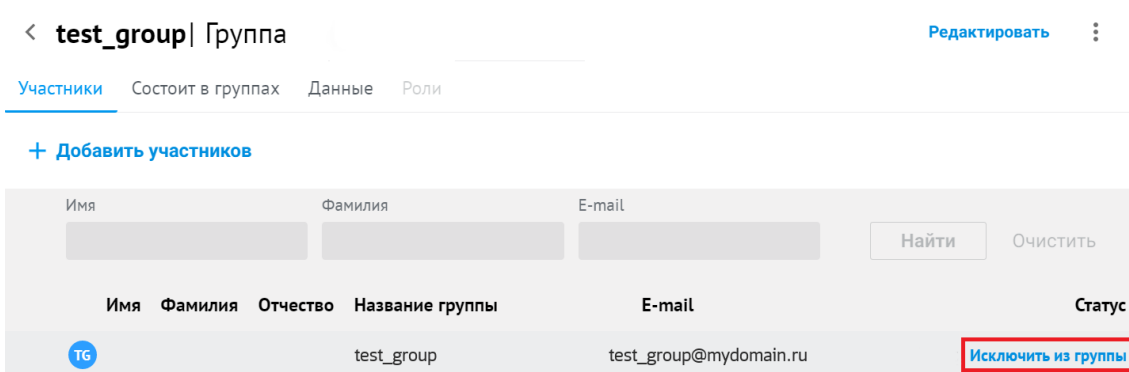 test_group| Группа
Редактировать
Участники Состоит в группах Данные Роли
+ Добавить участников
Имя Фамилия E-mail
Найти Очистить
Имя Фамилия Отчество Название группы E-mail Статус
TG test_group test_group@mydomain.ru Исключить из группы